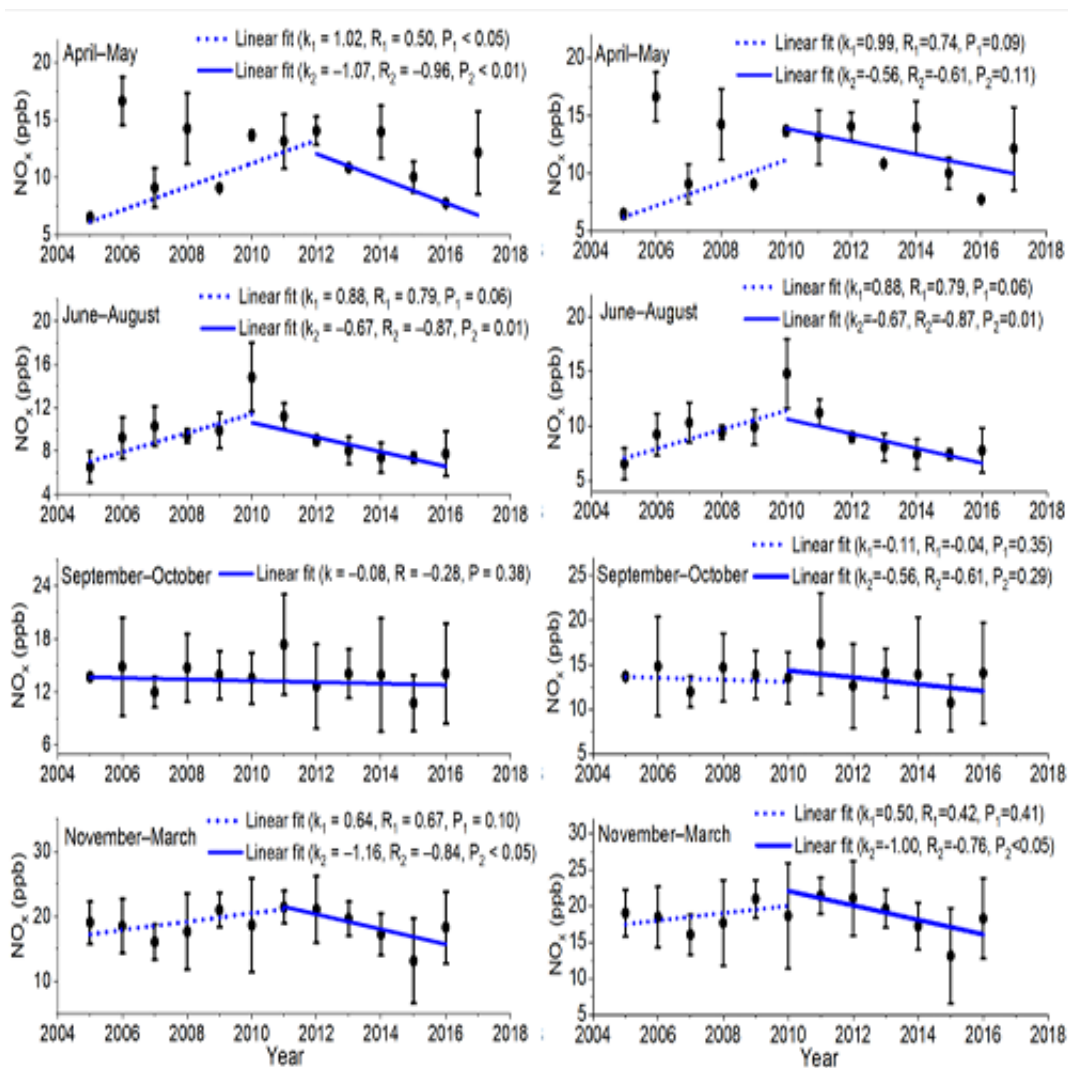 April–May
Linear fit (k1 = 1.02, R1 = 0.50, P1 < 0.05)
Linear fit (k2 = –1.07, R2 = –0.96, P2 < 0.01)
NOx (ppb)
20
15
10
5
2004 2006 2008 2010 2012 2014 2016 2018
April–May
Linear fit (k1=0.99, R1=0.74, P1=0.09)
Linear fit (k2=-0.56, R2=-0.61, P2=0.11)
NOx (ppb)
20
15
10
5
2004 2006 2008 2010 2012 2014 2016 2018
June–August
Linear fit (k1 = 0.88, R1 = 0.79, P1 = 0.06)
Linear fit (k2 = –0.67, R2 = –0.87, P2 = 0.01)
NOx (ppb)
20
16
12
8
4
2004 2006 2008 2010 2012 2014 2016 2018
June–August
Linear fit (k1=0.88, R1=0.79, P1=0.06)
Linear fit (k2=-0.67, R2=-0.87, P2=0.01)
NOx (ppb)
20
15
10
5
2004 2006 2008 2010 2012 2014 2016 2018
September–October
Linear fit (k = –0.08, R = –0.28, P = 0.38)
NOx (ppb)
24
18
12
6
2004 2006 2008 2010 2012 2014 2016 2018
September–October
Linear fit (k1=-0.11, R1=-0.04, P1=0.35)
Linear fit (k2=-0.56, R2=-0.61, P2=0.29)
NOx (ppb)
25
20
15
10
5
2004 2006 2008 2010 2012 2014 2016 2018
November–March
Linear fit (k1 = 0.64, R1 = 0.67, P1 = 0.10)
Linear fit (k2 = –1.16, R2 = –0.84, P2 < 0.05)
NOx (ppb)
30
20
10
2004 2006 2008 2010 2012 2014 2016 2018
Year
November–March
Linear fit (k1=0.50, R1=0.42, P1=0.41)
Linear fit (k2=-1.00, R2=-0.76, P2<0.05)
NOx (ppb)
30
25
20
15
10
5
2004 2006 2008 2010 2012 2014 2016 2018
Year